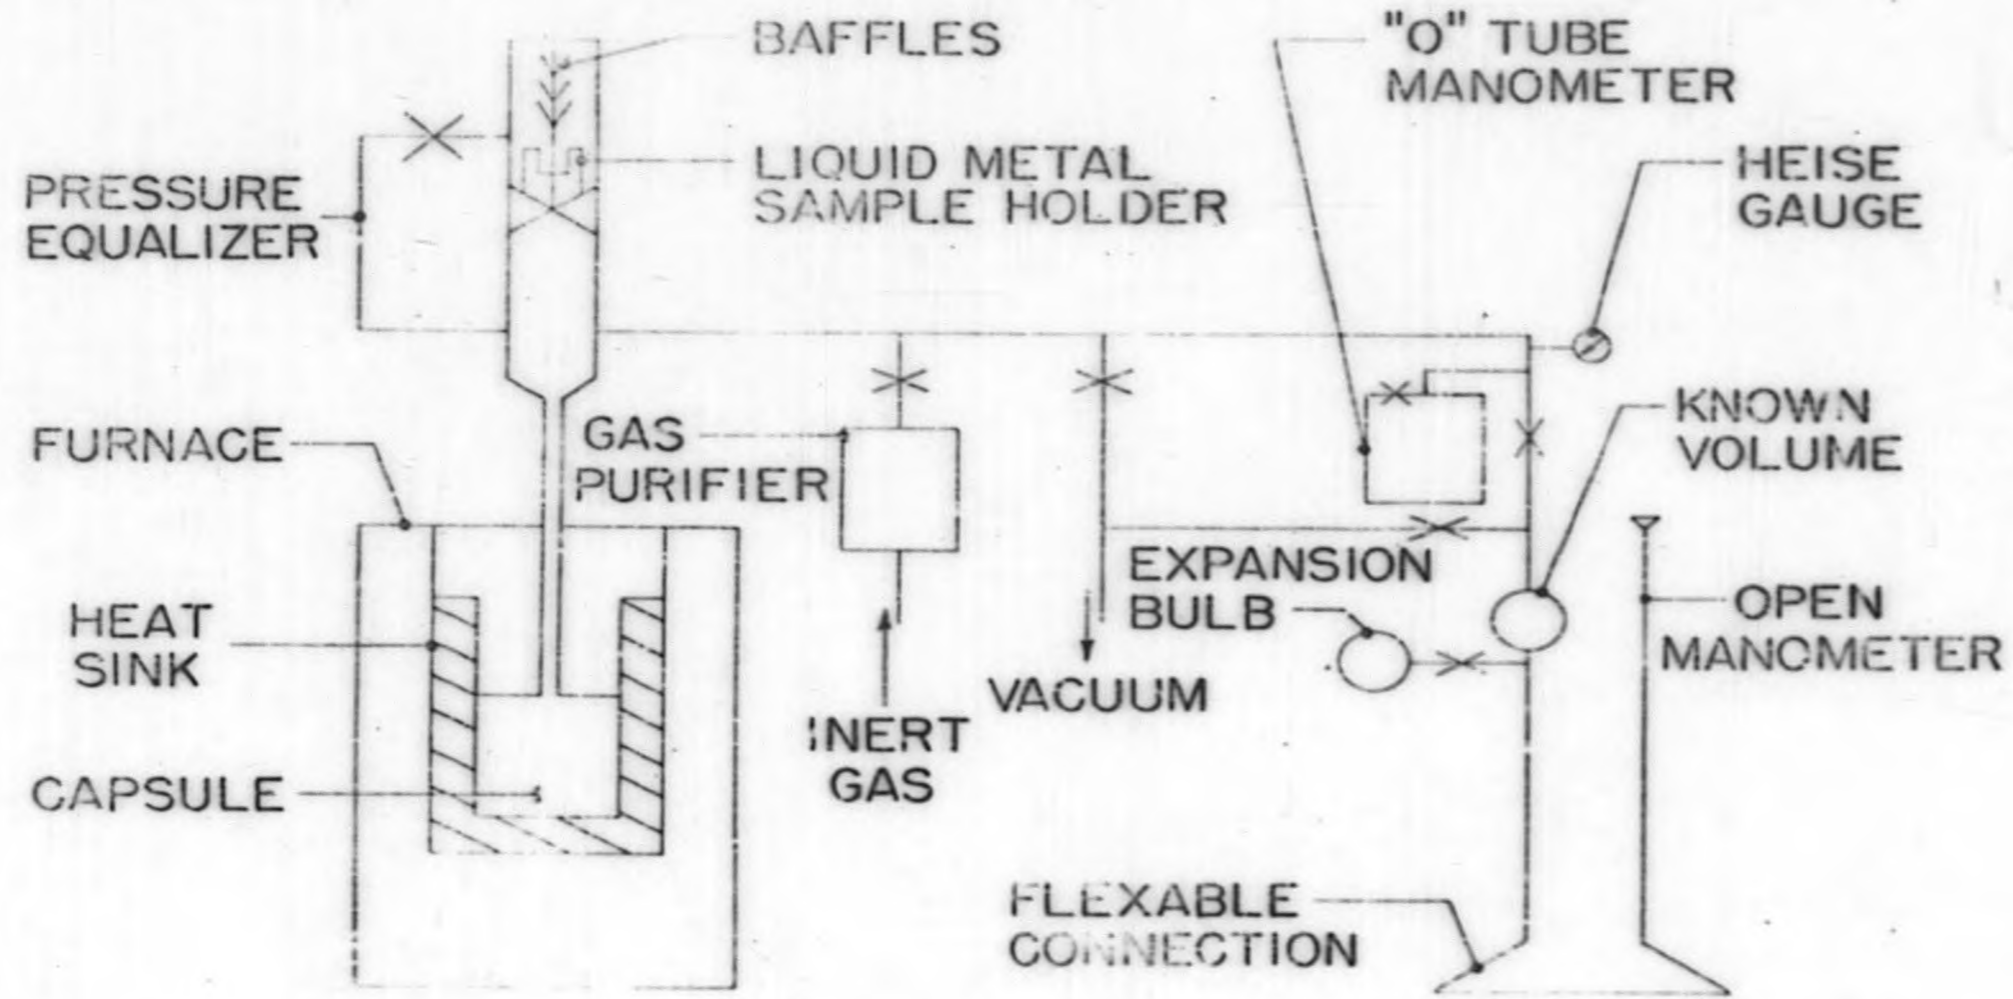 BAFFLES
"O" TUBE
MANOMETER
LIQUID METAL
SAMPLE HOLDER
HEISE
GAUGE
PRESSURE
EQUALIZER
FURNACE
GAS
PURIFIER
KNOWN
VOLUME
HEAT
SINK
EXPANSION
BULB
OPEN
MANOMETER
VACUUM
INERT
GAS
CAPSULE
FLEXABLE
CONNECTION